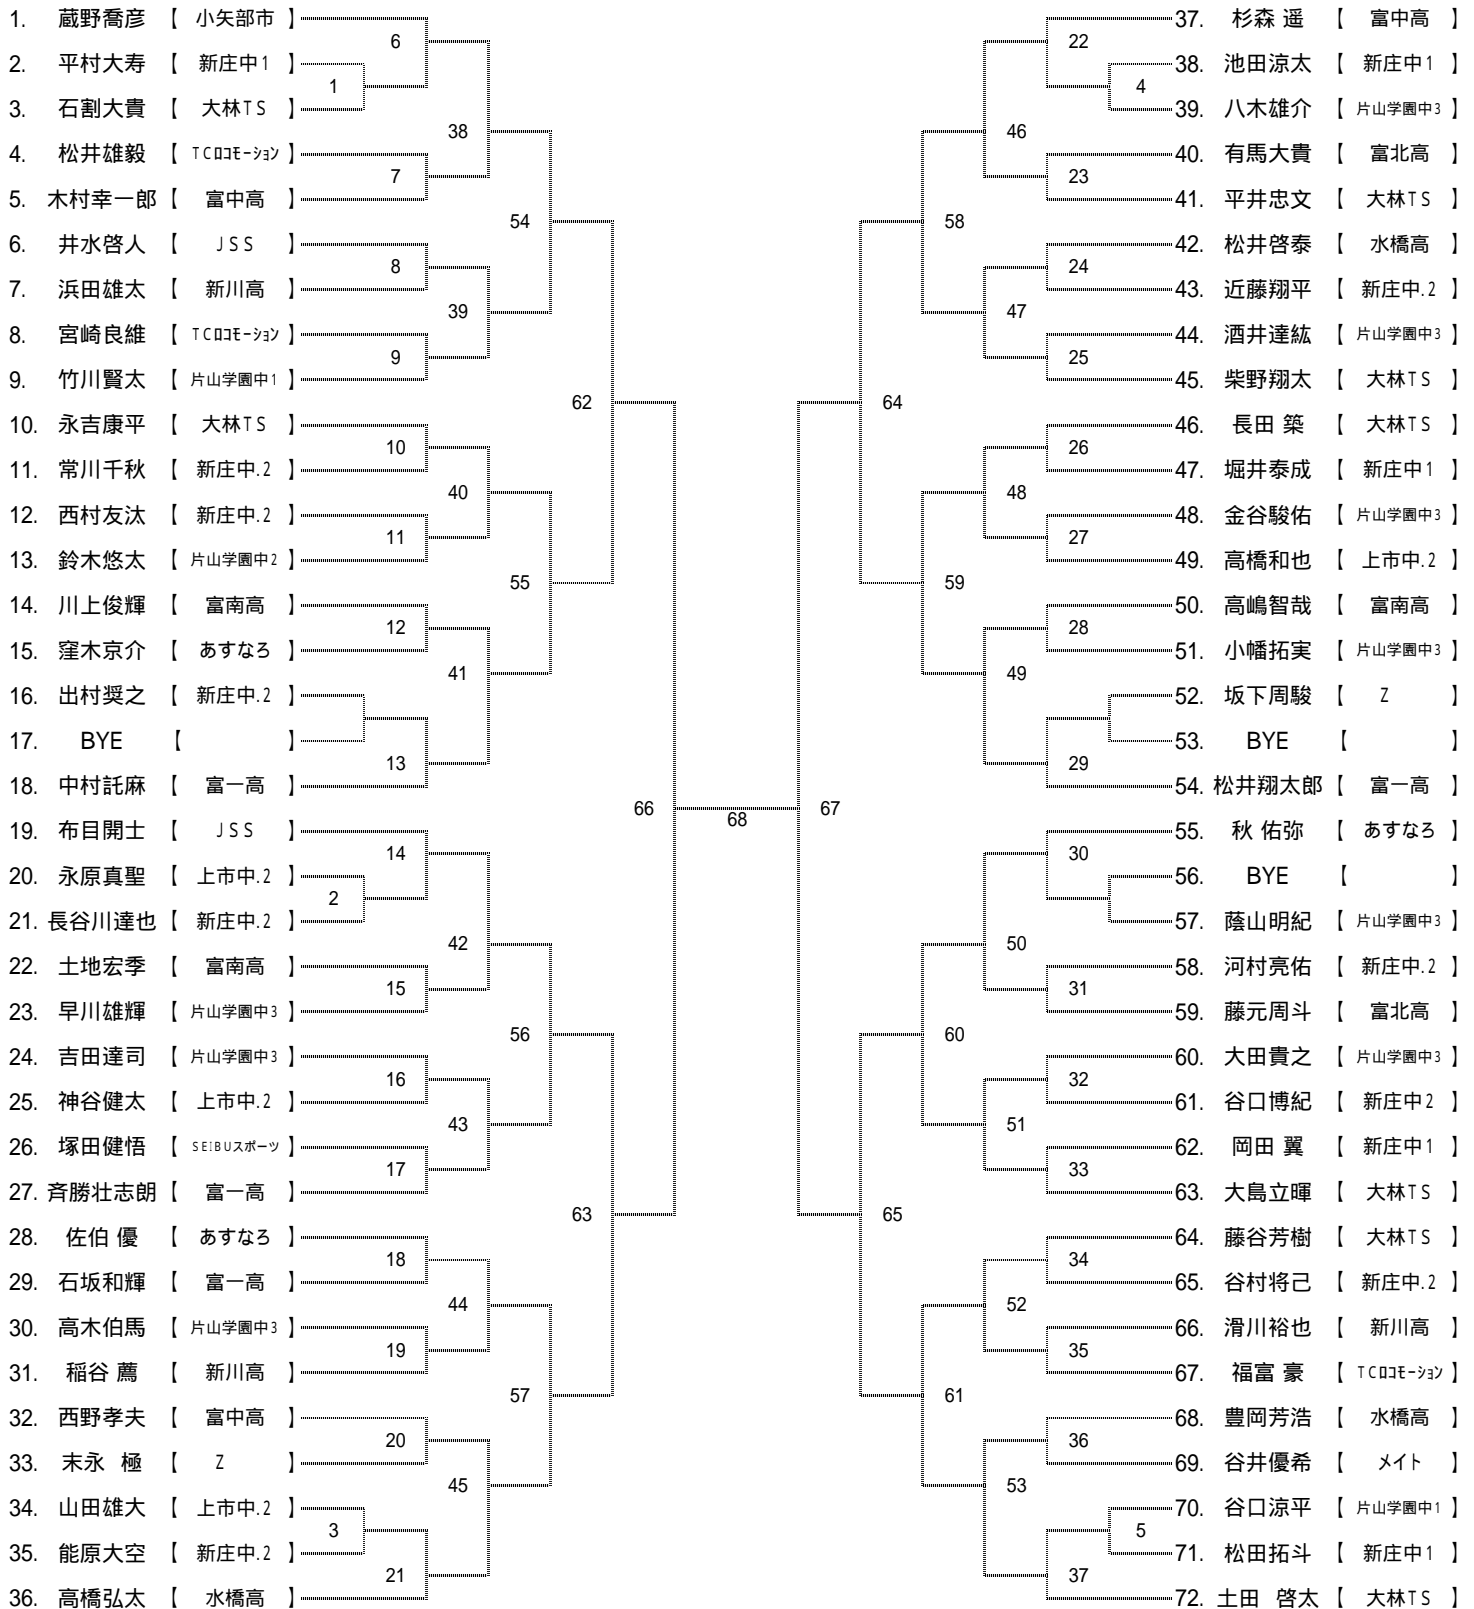 1. 蔵野喬彦 【 小矢部市 】
6
2. 平村大寿 【 新庄中1 】
1
3. 石割大貴 【 大林TS 】
38
4. 松井雄毅 【 TCロコモーション 】
7
5. 木村幸一郎 【 富中高 】
54
6. 井水啓人 【 JSS 】
8
7. 浜田雄太 【 新川高 】
39
8. 宮崎良維 【 TCロコモーション 】
9
9. 竹川賢太 【 片山学園中1 】
62
10. 永吉康平 【 大林TS 】
10
11. 常川千秋 【 新庄中.2 】
40
12. 西村友汰 【 新庄中.2 】
11
13. 鈴木悠太 【 片山学園中2 】
55
14. 川上俊輝 【 富南高 】
12
15. 窪木京介 【 あすなろ 】
41
16. 出村奨之 【 新庄中.2 】
17. BYE 【 】
13
18. 中村託麻 【 富一高 】
66
19. 布目開士 【 JSS 】
14
20. 永原真聖 【 上市中.2 】
2
21. 長谷川達也 【 新庄中.2 】
42
22. 土地宏季 【 富南高 】
15
23. 早川雄輝 【 片山学園中3 】
56
24. 吉田達司 【 片山学園中3 】
16
25. 神谷健太 【 上市中.2 】
43
26. 塚田健悟 【 SEIBUスポーツ 】
17
27. 斉勝壮志朗 【 富一高 】
63
28. 佐伯 優 【 あすなろ 】
18
29. 石坂和輝 【 富一高 】
44
30. 高木伯馬 【 片山学園中3 】
19
31. 稲谷 薦 【 新川高 】
57
32. 西野孝夫 【 富中高 】
20
33. 末永 極 【 Z 】
45
34. 山田雄大 【 上市中.2 】
3
35. 能原大空 【 新庄中.2 】
21
36. 高橋弘太 【 水橋高 】
68
37. 杉森 遥 【 富中高 】
22
38. 池田涼太 【 新庄中1 】
4
39. 八木雄介 【 片山学園中3 】
46
40. 有馬大貴 【 富北高 】
23
41. 平井忠文 【 大林TS 】
58
42. 松井啓泰 【 水橋高 】
24
43. 近藤翔平 【 新庄中.2 】
47
44. 酒井達紘 【 片山学園中3 】
25
45. 柴野翔太 【 大林TS 】
64
46. 長田 築 【 大林TS 】
26
47. 堀井泰成 【 新庄中1 】
48
48. 金谷駿佑 【 片山学園中3 】
27
49. 高橋和也 【 上市中.2 】
59
50. 高嶋智哉 【 富南高 】
28
51. 小幡拓実 【 片山学園中3 】
49
52. 坂下周駿 【 Z 】
53. BYE 【 】
29
54. 松井翔太郎 【 富一高 】
67
55. 秋 佑弥 【 あすなろ 】
30
56. BYE 【 】
57. 蔭山明紀 【 片山学園中3 】
50
58. 河村亮佑 【 新庄中.2 】
31
59. 藤元周斗 【 富北高 】
60
60. 大田貴之 【 片山学園中3 】
32
61. 谷口博紀 【 新庄中2 】
51
62. 岡田 翼 【 新庄中1 】
33
63. 大島立暉 【 大林TS 】
65
64. 藤谷芳樹 【 大林TS 】
34
65. 谷村将己 【 新庄中.2 】
52
66. 滑川裕也 【 新川高 】
35
67. 福富 豪 【 TCロコモーション 】
61
68. 豊岡芳浩 【 水橋高 】
36
69. 谷井優希 【 メイト 】
53
70. 谷口涼平 【 片山学園中1 】
5
71. 松田拓斗 【 新庄中1 】
37
72. 土田 啓太 【 大林TS 】